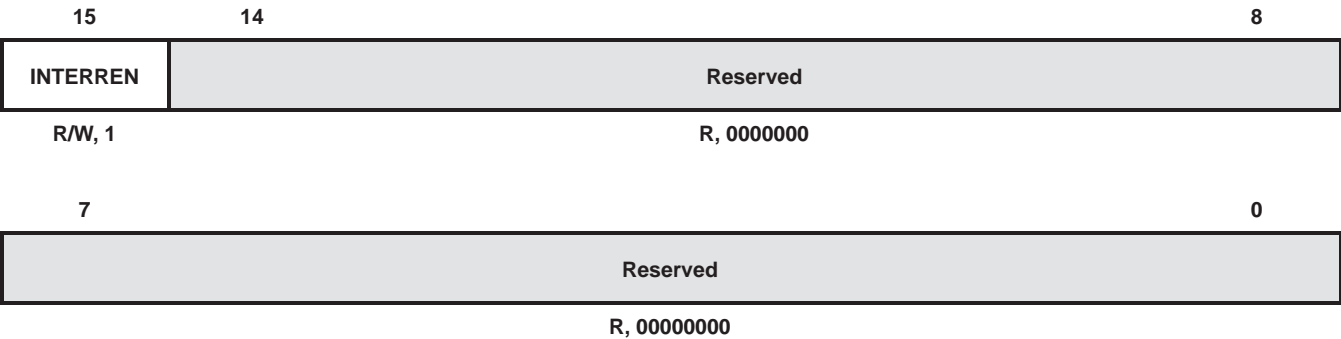 15 14 8
INTERREN Reserved
R/W, 1 R, 0000000
7 0
Reserved
R, 00000000